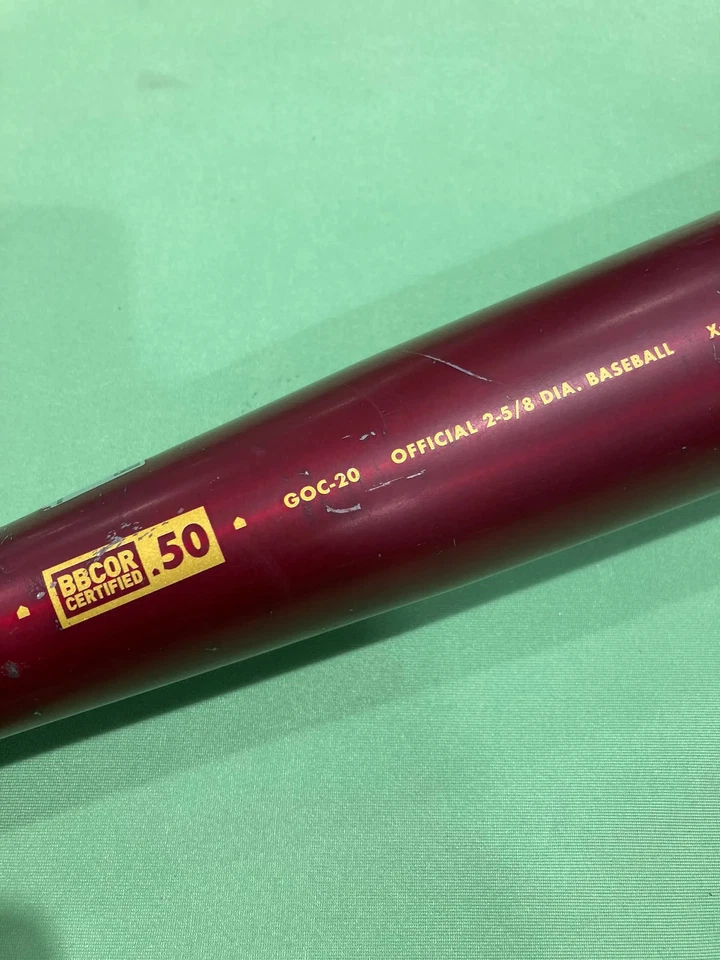 BBCOR
CERTIFIED
.50
GOC-20 OFFICIAL 2-5/8 DIA. BASEBALL X